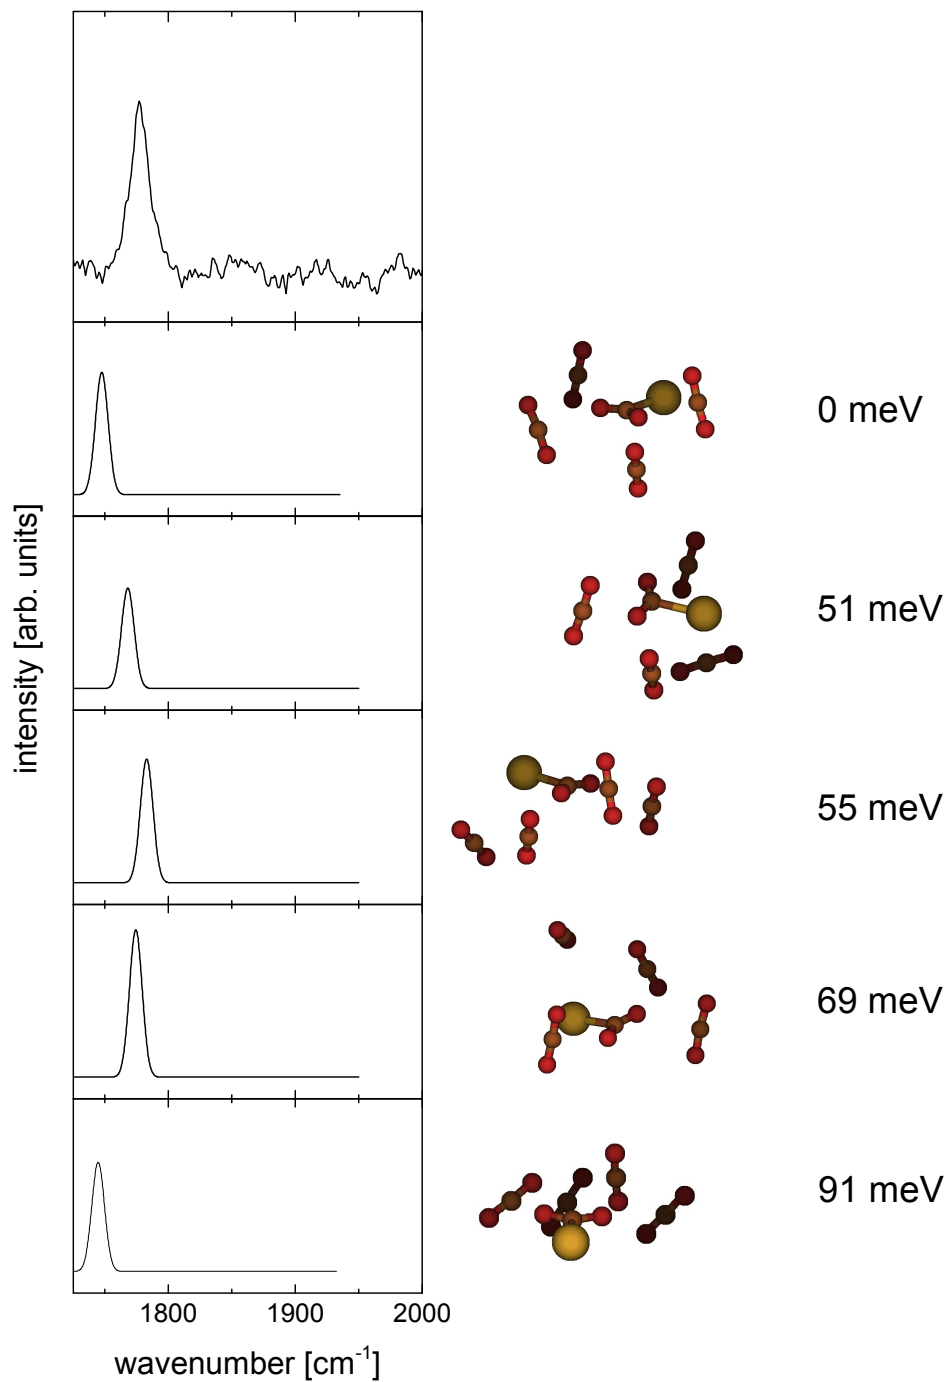 0 meV
51 meV
55 meV
69 meV
91 meV
intensity [arb. units]
1800 1900 2000
wavenumber [cm⁻¹]